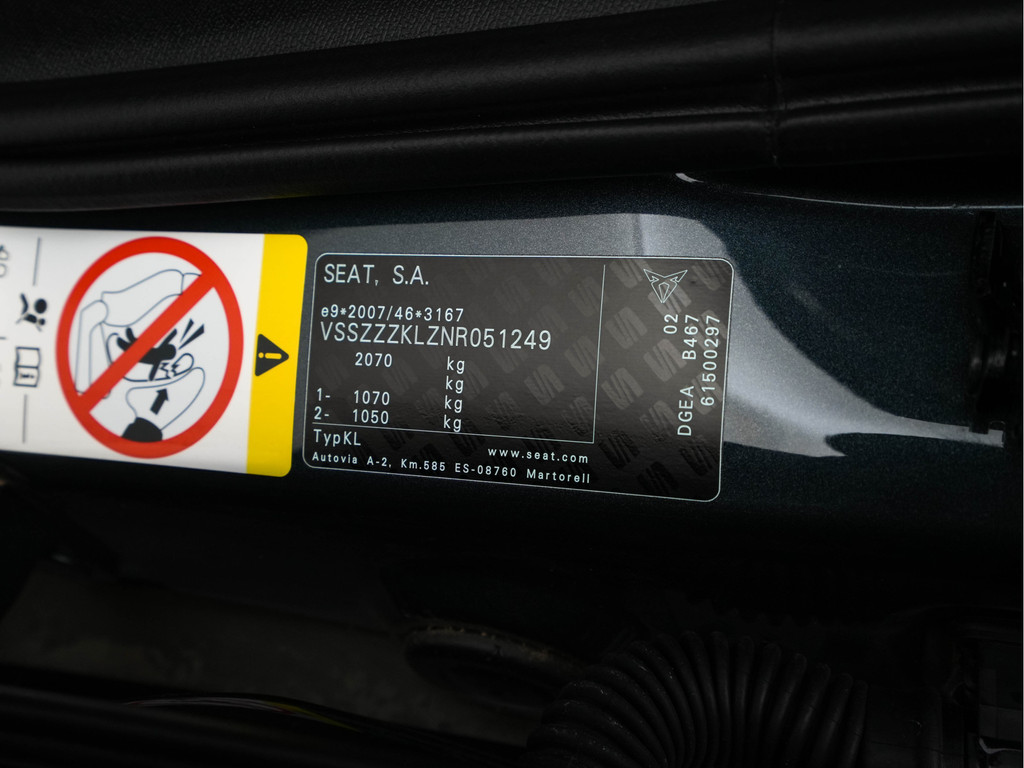 SEAT, S.A.
e9*2007/46*3167
VSSZZZKLZNR051249
2070 kg
kg
1- 1070 kg
2- 1050 kg
TypKL
www.seat.com
Autovia A-2, Km.585 ES-08760 Martorell
02
DGEA B467
61500297